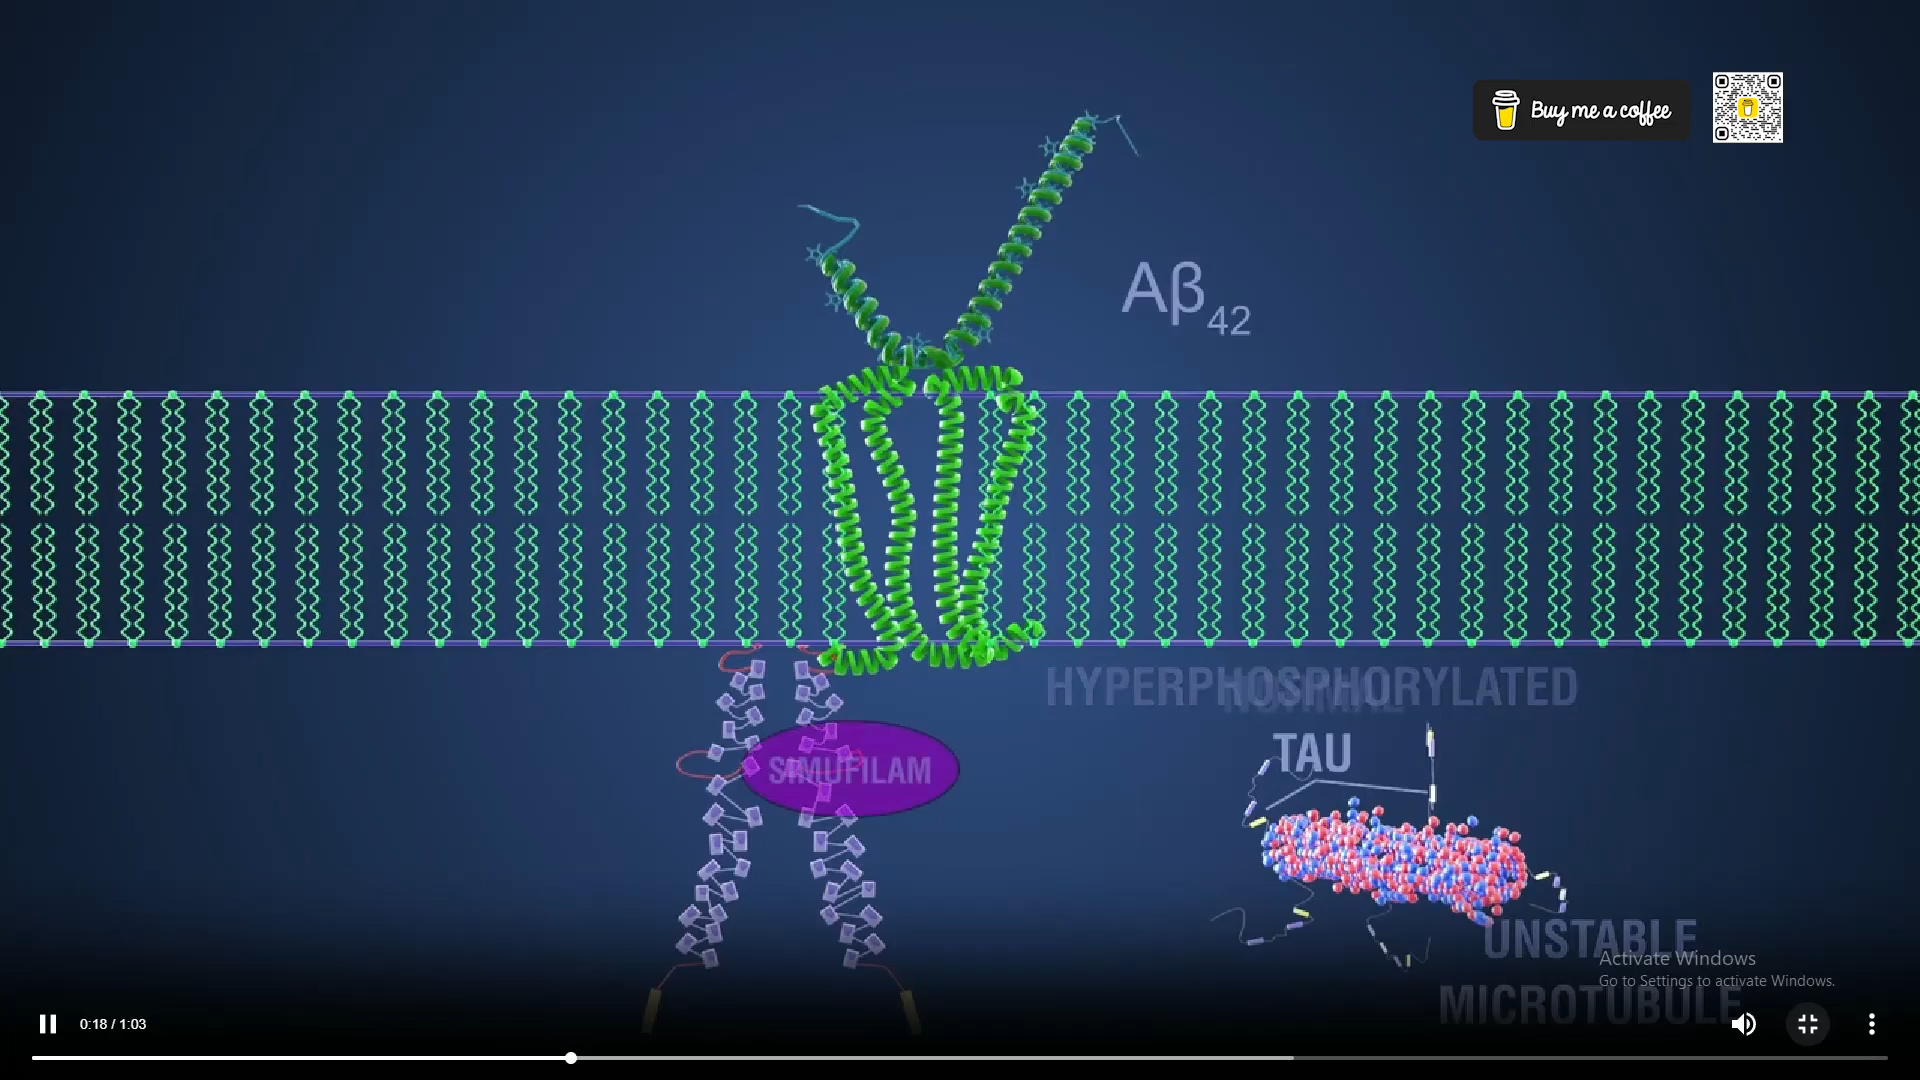 Buy me a coffee
Aβ42
HYPERPHOSPHORYLATED
TAU
SIMUFILAM
UNSTABLE
MICROTUBULE
Activate Windows
Go to Settings to activate Windows.
0:18 / 1:03